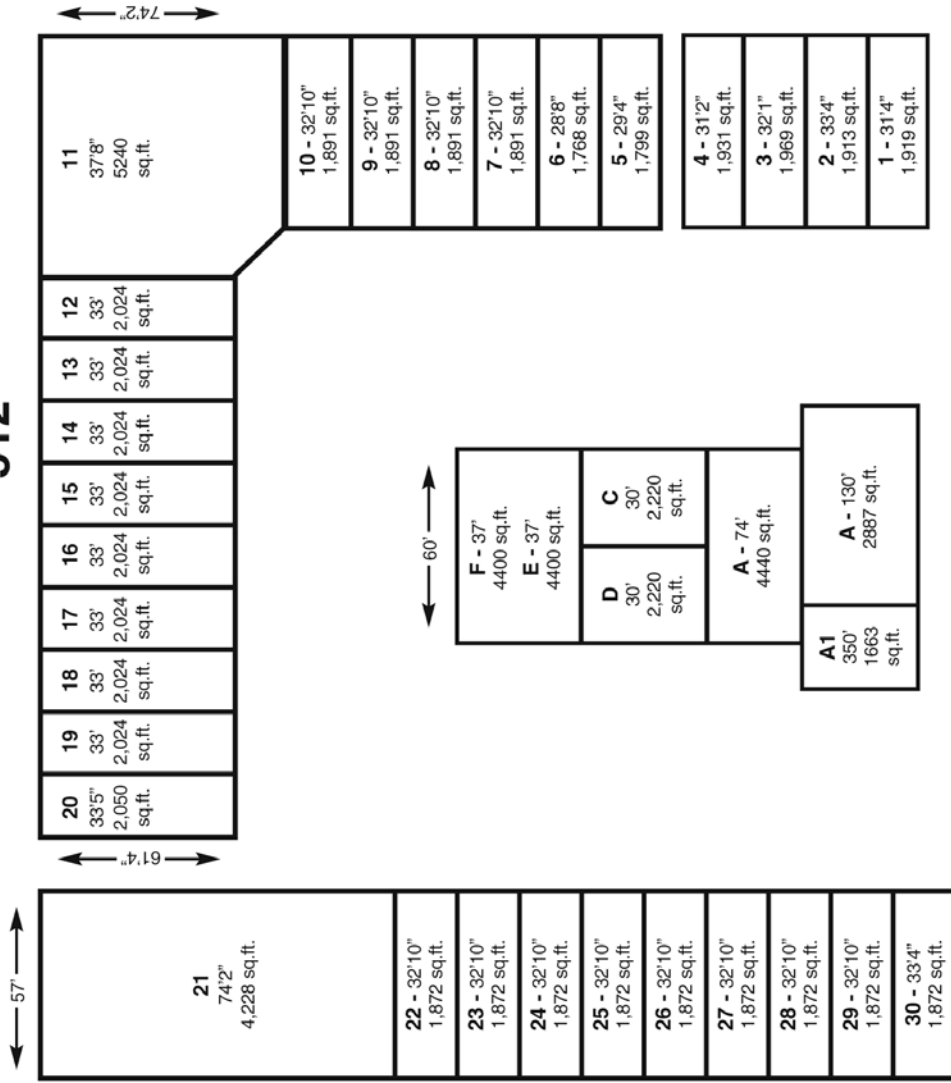 74'2"
11
37'8"
5240
sq.ft.
12
33'
2,024
sq.ft.
13
33'
2,024
sq.ft.
14
33'
2,024
sq.ft.
15
33'
2,024
sq.ft.
16
33'
2,024
sq.ft.
17
33'
2,024
sq.ft.
18
33'
2,024
sq.ft.
19
33'
2,024
sq.ft.
20
33'5"
2,050
sq.ft.
61'4"
57'
21
74'2"
4,228 sq.ft.
22 - 32'10"
1,872 sq.ft.
23 - 32'10"
1,872 sq.ft.
24 - 32'10"
1,872 sq.ft.
25 - 32'10"
1,872 sq.ft.
26 - 32'10"
1,872 sq.ft.
27 - 32'10"
1,872 sq.ft.
28 - 32'10"
1,872 sq.ft.
29 - 32'10"
1,872 sq.ft.
30 - 33'4"
1,872 sq.ft.
10 - 32'10"
1,891 sq.ft.
9 - 32'10"
1,891 sq.ft.
8 - 32'10"
1,891 sq.ft.
7 - 32'10"
1,891 sq.ft.
6 - 28'8"
1,768 sq.ft.
5 - 29'4"
1,799 sq.ft.
4 - 31'2"
1,931 sq.ft.
3 - 32'1"
1,969 sq.ft.
2 - 33'4"
1,913 sq.ft.
1 - 31'4"
1,919 sq.ft.
60'
F - 37'
4400 sq.ft.
E - 37'
4400 sq.ft.
D
30'
2,220
sq.ft.
C
30'
2,220
sq.ft.
A - 74'
4440 sq.ft.
A1
350'
1663
sq.ft.
A - 130'
2887 sq.ft.